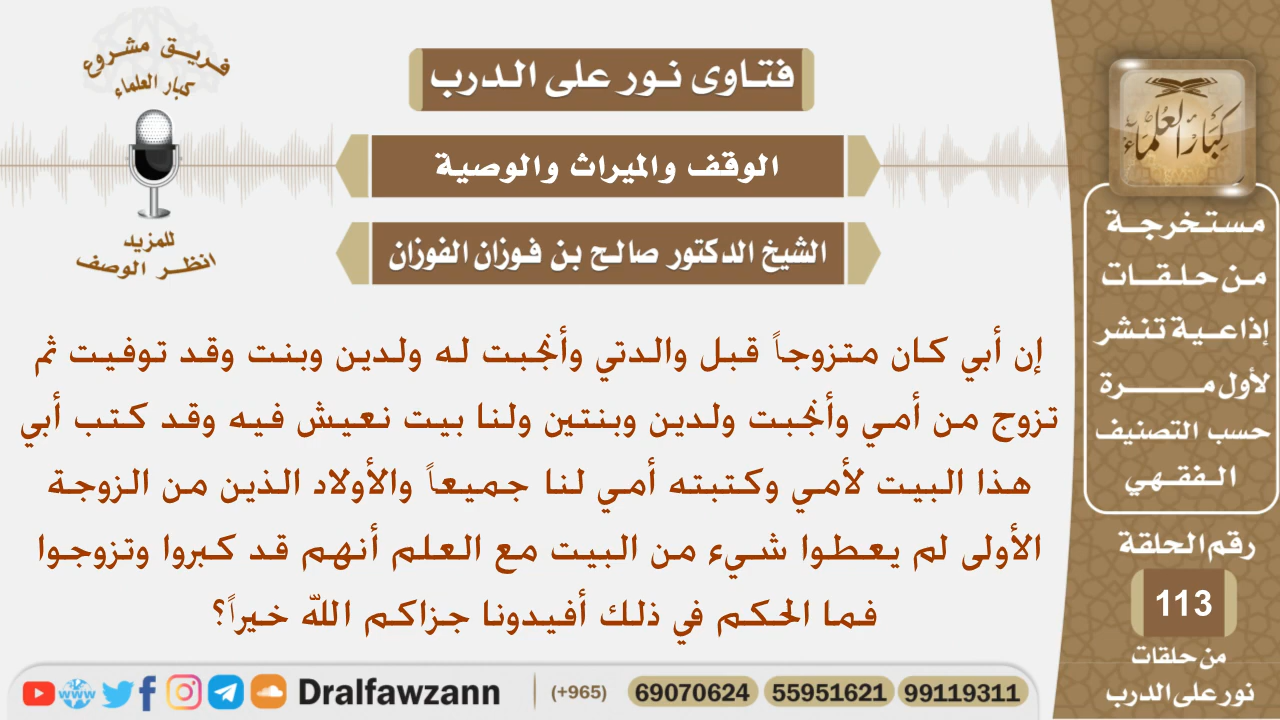 فريق مشروع
كبار العلماء
للمزيد
انظر الوصف
فتاوى نور على الدرب
الوقف والميراث والوصية
الشيخ الدكتور صالح بن فوزان الفوزان
إن أبي كان متزوجاً قبل والدتي وأنجبت له ولدين وبنت وقد توفيت ثم
تزوج من أمي وأنجبت ولدين وبنتين ولنا بيت نعيش فيه وقد كتب أبي
هذا البيت لأمي وكتبته أمي لنا جميعاً والأولاد الذين من الزوجة
الأولى لم يعطوا شيء من البيت مع العلم أنهم قد كبروا وتزوجوا
فما الحكم في ذلك أفيدونا جزاكم الله خيراً؟
كبار العلماء
مستخرجة
من حلقات
إذاعية تنشر
لأول مرة
حسب التصنيف
الفقهي
رقم الحلقة
113
من حلقات
نور على الدرب
www Dralfawzann (+965) 69070624 55951621 99119311